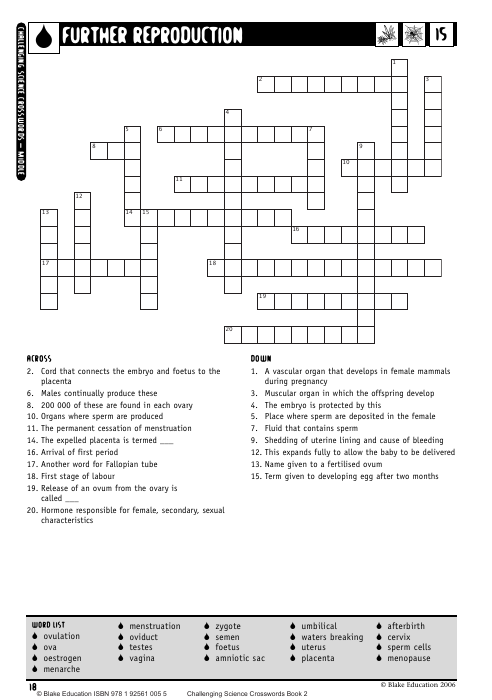 FURTHER REPRODUCTION
15
CHALLENGING SCIENCE CROSSWORDS – MIDDLE
1
2
3
4
5
6
7
8
9
10
11
12
13
14
15
16
17
18
19
20
ACROSS
2. Cord that connects the embryo and foetus to the
placenta
6. Males continually produce these
8. 200 000 of these are found in each ovary
10. Organs where sperm are produced
11. The permanent cessation of menstruation
14. The expelled placenta is termed ___
16. Arrival of first period
17. Another word for Fallopian tube
18. First stage of labour
19. Release of an ovum from the ovary is
called ___
20. Hormone responsible for female, secondary, sexual
characteristics
DOWN
1. A vascular organ that develops in female mammals
during pregnancy
3. Muscular organ in which the offspring develop
4. The embryo is protected by this
5. Place where sperm are deposited in the female
7. Fluid that contains sperm
9. Shedding of uterine lining and cause of bleeding
12. This expands fully to allow the baby to be delivered
13. Name given to a fertilised ovum
15. Term given to developing egg after two months
WORD LIST
ovulation
ova
oestrogen
menarche
menstruation
oviduct
testes
vagina
zygote
semen
foetus
amniotic sac
umbilical
waters breaking
uterus
placenta
afterbirth
cervix
sperm cells
menopause
18
© Blake Education 2006
© Blake Education ISBN 978 1 92561 005 5 Challenging Science Crosswords Book 2